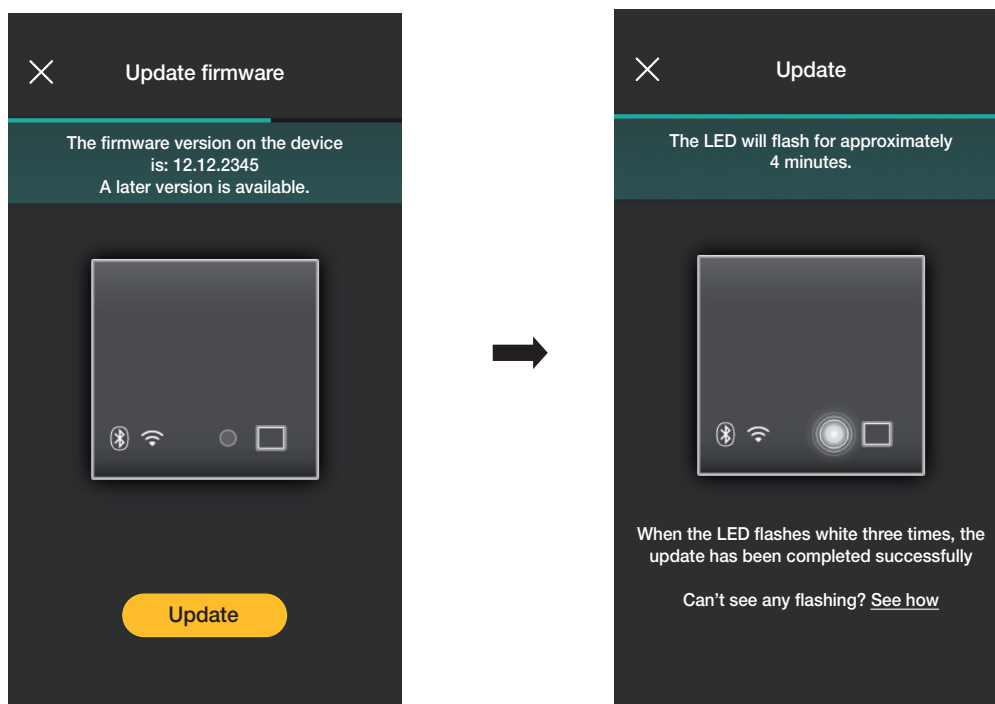 Update firmware
The firmware version on the device
is: 12.12.2345
A later version is available.
Update
Update
The LED will flash for approximately
4 minutes.
When the LED flashes white three times, the
update has been completed successfully
Can't see any flashing? See how